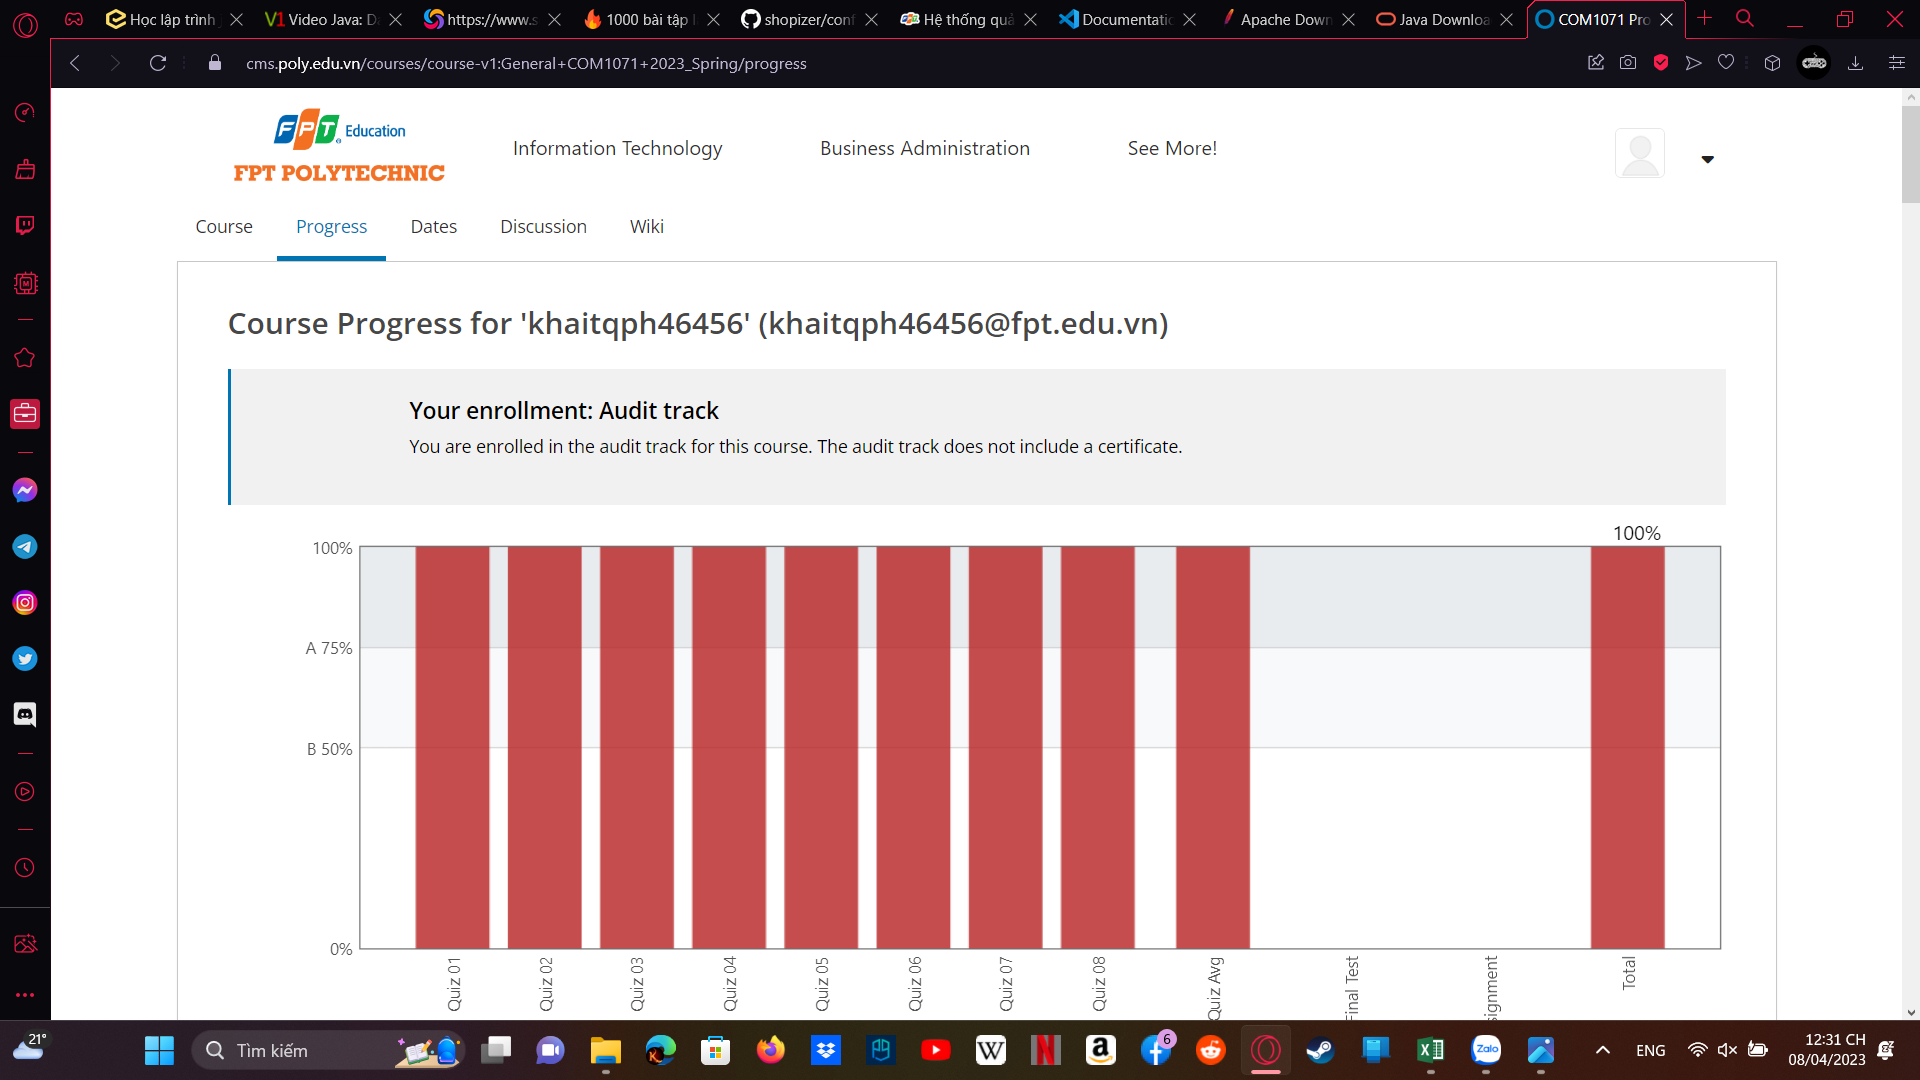 Học lập trình
Video Java: D
https://www.s
1000 bài tập
shopizer/conf
Hệ thống quả
Documentatio
Apache Down
Java Downloa
COM1071 Pro
cms.poly.edu.vn/courses/course-v1:General+COM1071+2023_Spring/progress
FPT Education
FPT POLYTECHNIC
Information Technology
Business Administration
See More!
Course
Progress
Dates
Discussion
Wiki
Course Progress for 'khaitqph46456' (khaitqph46456@fpt.edu.vn)
Your enrollment: Audit track
You are enrolled in the audit track for this course. The audit track does not include a certificate.
100%
100%
A 75%
B 50%
0%
Quiz 01
Quiz 02
Quiz 03
Quiz 04
Quiz 05
Quiz 06
Quiz 07
Quiz 08
Quiz Avg
Final Test
signment
Total
21°
Tìm kiếm
Zalo
6
ENG
12:31 CH
08/04/2023